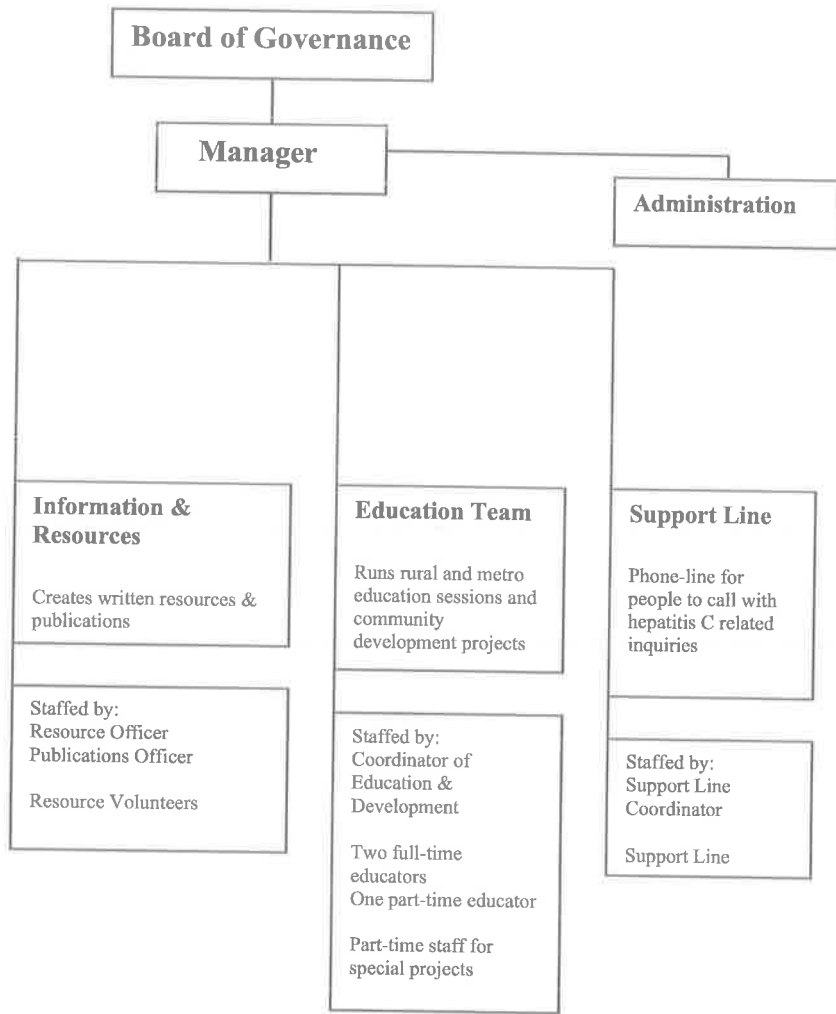 Board of Governance
Manager
Administration
Information &
Resources
Creates written resources &
publications
Staffed by:
Resource Officer
Publications Officer
Resource Volunteers
Education Team
Runs rural and metro
education sessions and
community
development projects
Staffed by:
Coordinator of
Education &
Development
Two full-time
educators
One part-time educator
Part-time staff for
special projects
Support Line
Phone-line for
people to call with
hepatitis C related
inquiries
Staffed by:
Support Line
Coordinator
Support Line